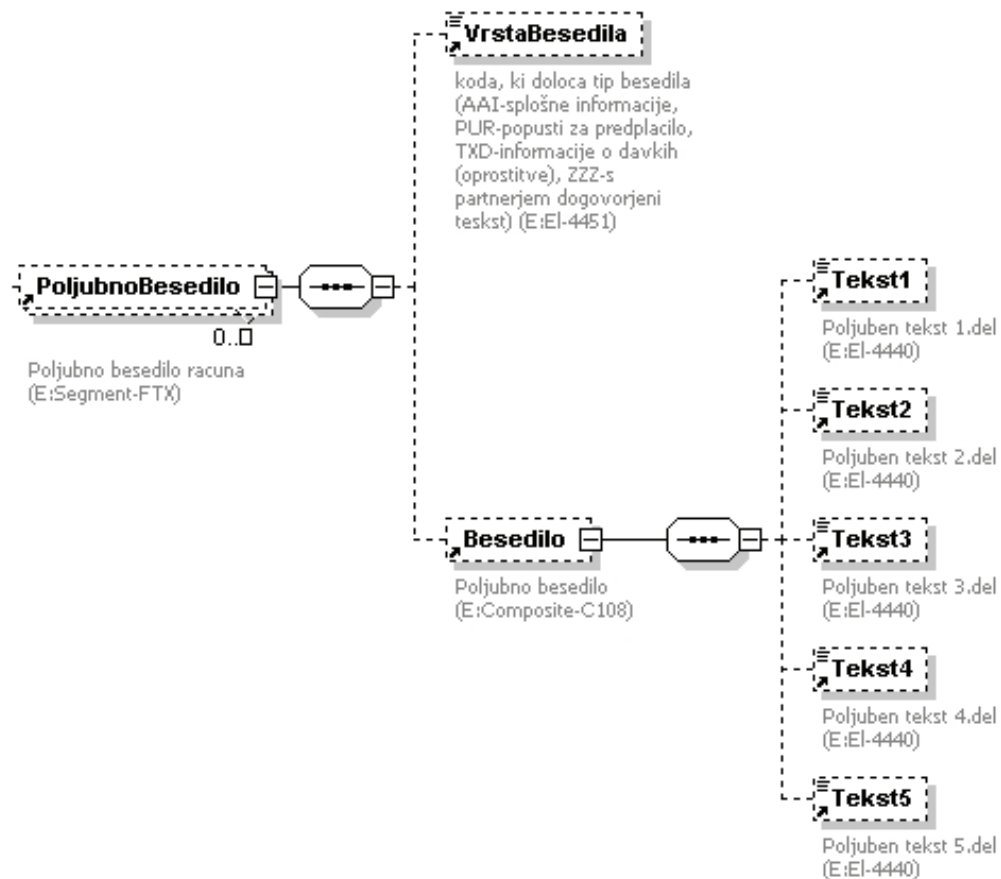 VrstaBesedila
koda, ki doloca tip besedila
(AAI-splošne informacije,
PUR-popusti za predplacilo,
TXD-informacije o davkih
(oprostitve), ZZZ-s
partnerjem dogovorjeni
teskst) (E:El-4451)
PoljubnoBesedilo
0..
Poljubno besedilo racuna
(E:Segment-FTX)
Besedilo
Poljubno besedilo
(E:Composite-C108)
Tekst1
Poljuben tekst 1.del
(E:El-4440)
Tekst2
Poljuben tekst 2.del
(E:El-4440)
Tekst3
Poljuben tekst 3.del
(E:El-4440)
Tekst4
Poljuben tekst 4.del
(E:El-4440)
Tekst5
Poljuben tekst 5.del
(E:El-4440)